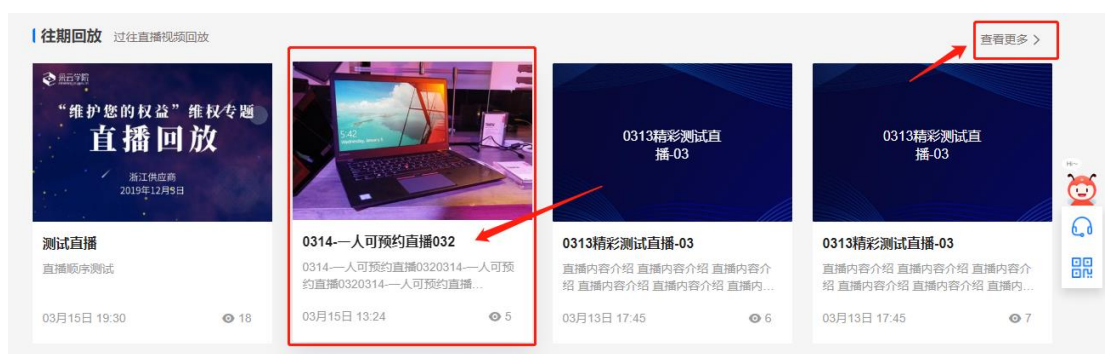 往期回放 过往直播视频回放
查看更多 >
“维护您的权益”维权专题
直播回放
浙江供应商
2019年12月5日
测试直播
直播顺序测试
03月15日 19:30 18
5:42
0314-一人可预约直播032
0314-一人可预约直播0320314-一人可预
约直播0320314-一人可预约直播...
03月15日 13:24 5
0313精彩测试直
播-03
0313精彩测试直播-03
直播内容介绍 直播内容介绍 直播内容介
绍 直播内容介绍 直播内容介绍 直播内...
03月13日 17:45 6
0313精彩测试直
播-03
0313精彩测试直播-03
直播内容介绍 直播内容介绍 直播内容介
绍 直播内容介绍 直播内容介绍 直播内...
03月13日 17:45 7